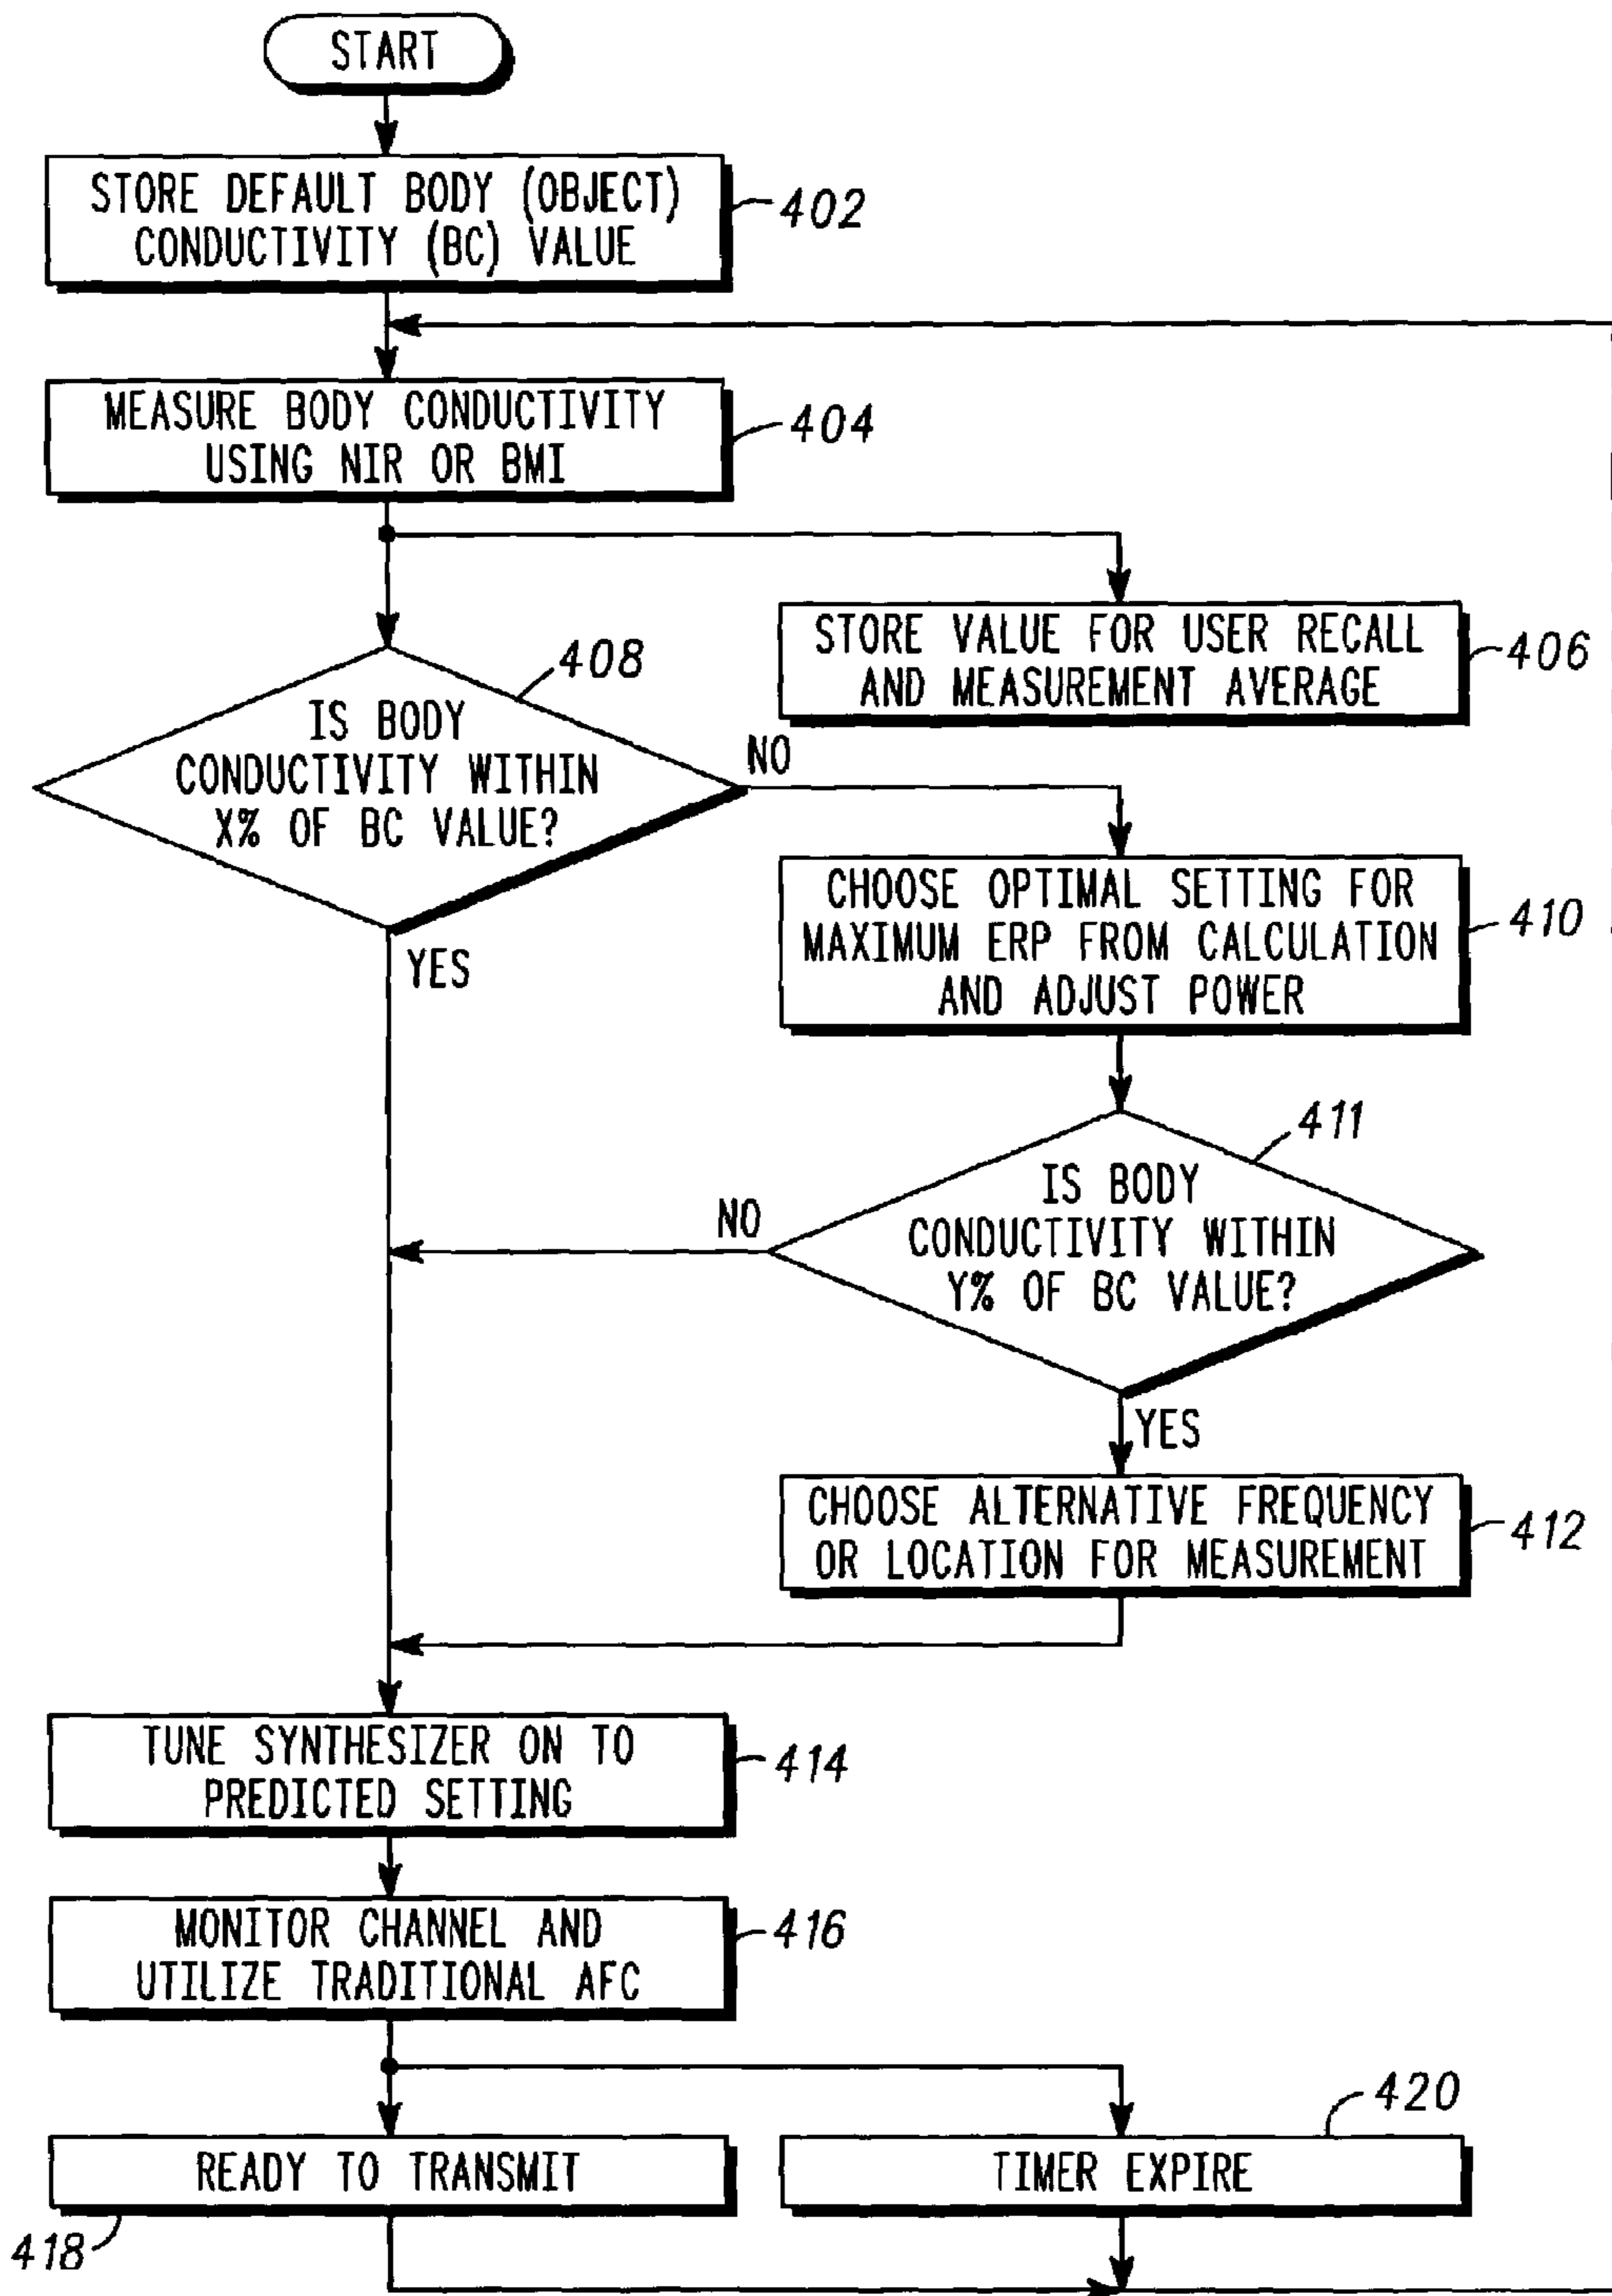 START
STORE DEFAULT BODY (OBJECT)
CONDUCTIVITY (BC) VALUE
402
MEASURE BODY CONDUCTIVITY
USING NIR OR BMI
404
STORE VALUE FOR USER RECALL
AND MEASUREMENT AVERAGE
406
408
IS BODY
CONDUCTIVITY WITHIN
X% OF BC VALUE?
NO
YES
CHOOSE OPTIMAL SETTING FOR
MAXIMUM ERP FROM CALCULATION
AND ADJUST POWER
410
411
IS BODY
CONDUCTIVITY WITHIN
Y% OF BC VALUE?
NO
YES
CHOOSE ALTERNATIVE FREQUENCY
OR LOCATION FOR MEASUREMENT
412
TUNE SYNTHESIZER ON TO
PREDICTED SETTING
414
MONITOR CHANNEL AND
UTILIZE TRADITIONAL AFC
416
READY TO TRANSMIT
418
420
TIMER EXPIRE